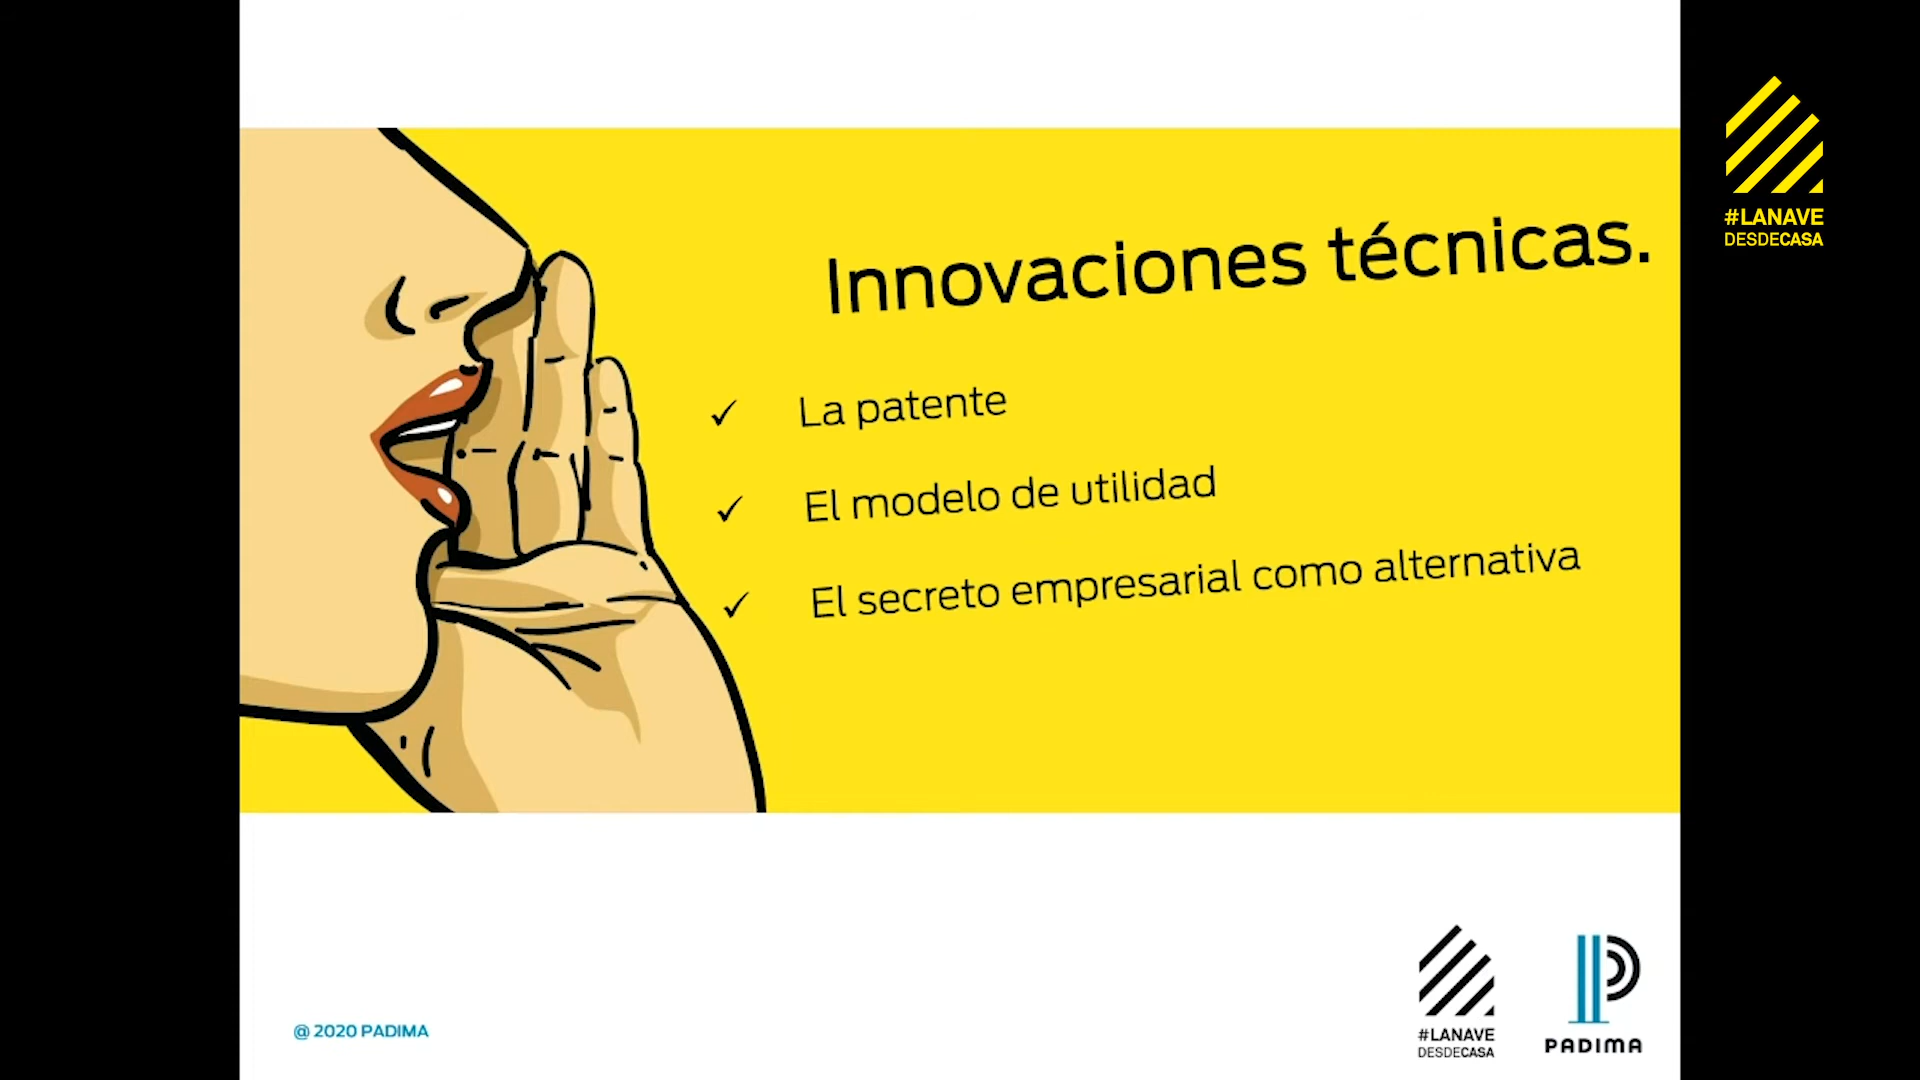 #LANAVE
DESDECASA
Innovaciones técnicas.
✓ La patente
✓ El modelo de utilidad
✓ El secreto empresarial como alternativa
@ 2020 PADIMA
#LANAVE
DESDECASA
PADIMA